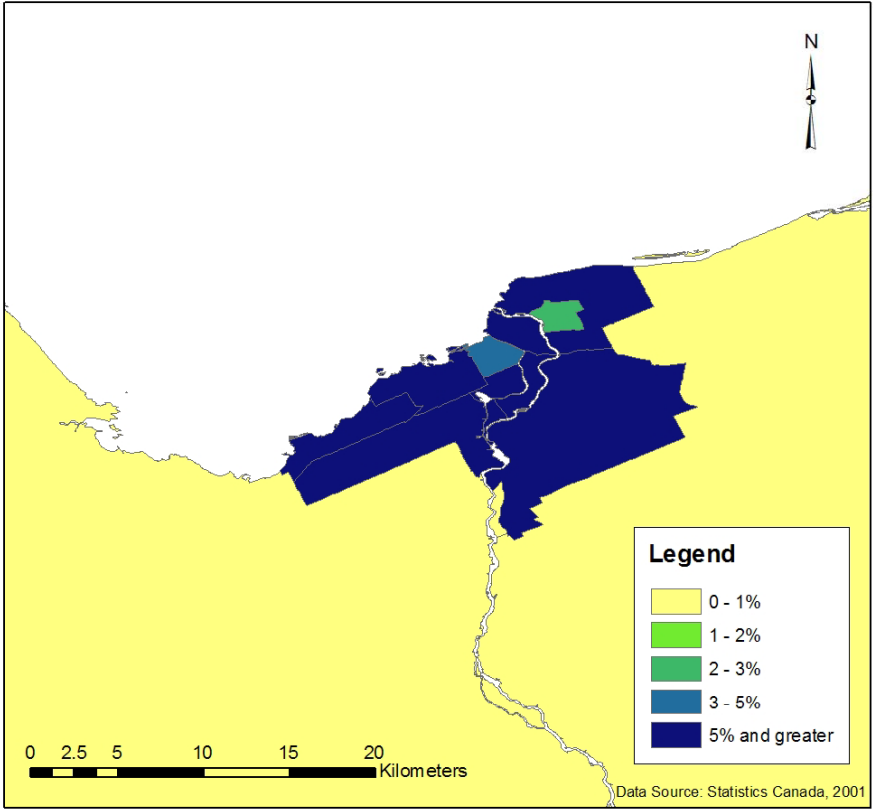 N
Legend
0 - 1%
1 - 2%
2 - 3%
3 - 5%
5% and greater
0 2.5 5 10 15 20
Kilometers
Data Source: Statistics Canada, 2001